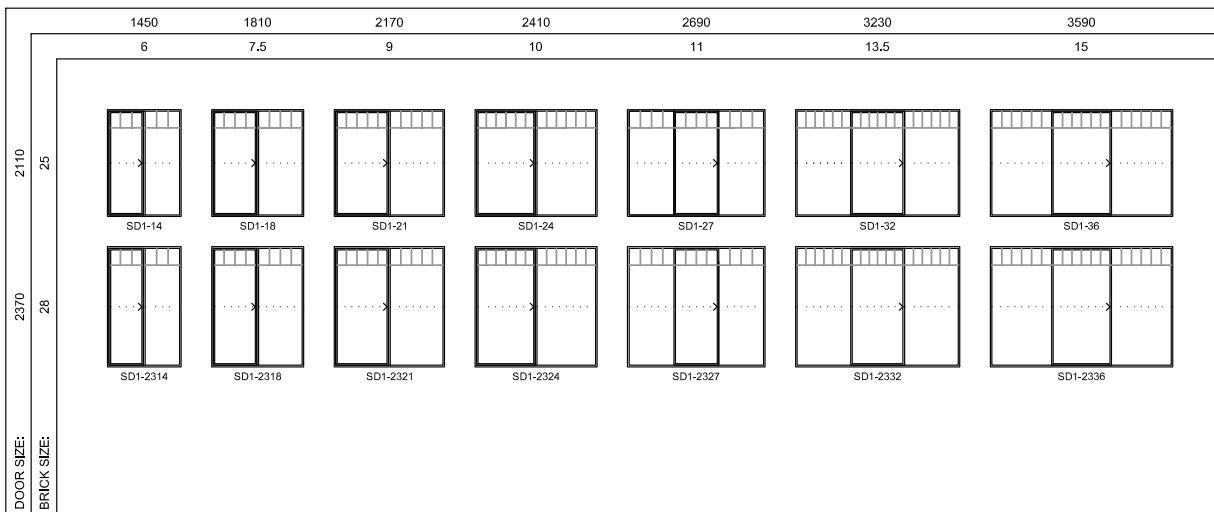 1450 1810 2170 2410 2690 3230 3590
6 7.5 9 10 11 13.5 15
2110 25
SD1-14 SD1-18 SD1-21 SD1-24 SD1-27 SD1-32 SD1-36
2370 28
SD1-2314 SD1-2318 SD1-2321 SD1-2324 SD1-2327 SD1-2332 SD1-2336
DOOR SIZE:
BRICK SIZE: